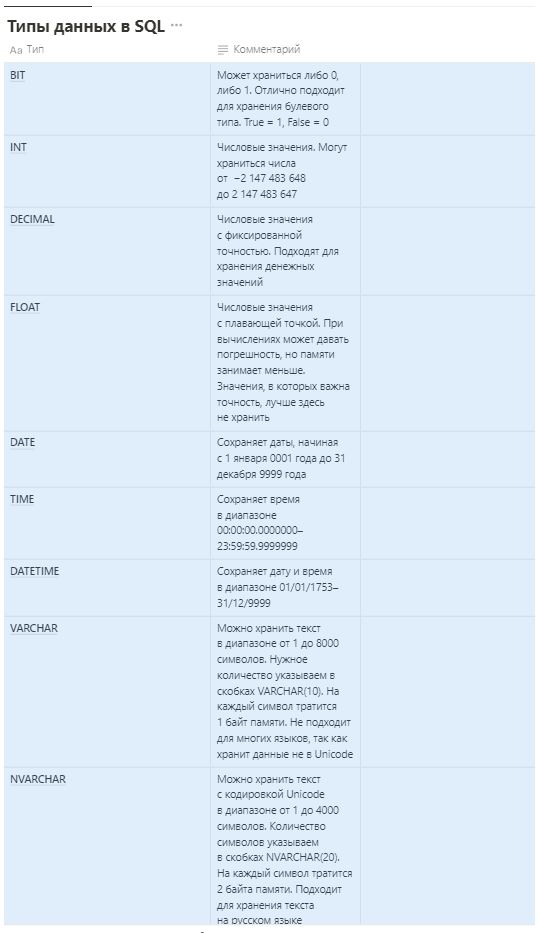 Типы данных в SQL ...
Aa Тип
Комментарий
BIT
Может храниться либо 0,
либо 1. Отлично подходит
для хранения булевого
типа. True = 1, False = 0
INT
Числовые значения. Могут
храниться числа
от −2 147 483 648
до 2 147 483 647
DECIMAL
Числовые значения
с фиксированной
точностью. Подходят для
хранения денежных
значений
FLOAT
Числовые значения
с плавающей точкой. При
вычислениях может давать
погрешность, но памяти
занимает меньше.
Значения, в которых важна
точность, лучше здесь
не хранить
DATE
Сохраняет даты, начиная
с 1 января 0001 года до 31
декабря 9999 года
TIME
Сохраняет время
в диапазоне
00:00:00.0000000–
23:59:59.9999999
DATETIME
Сохраняет дату и время
в диапазоне 01/01/1753–
31/12/9999
VARCHAR
Можно хранить текст
в диапазоне от 1 до 8000
символов. Нужное
количество указываем в
скобках VARCHAR(10). На
каждый символ тратится
1 байт памяти. Не подходит
для многих языков, так как
хранит данные не в Unicode
NVARCHAR
Можно хранить текст
с кодировкой Unicode
в диапазоне от 1 до 4000
символов. Количество
символов указываем
в скобках NVARCHAR(20).
На каждый символ тратится
2 байта памяти. Подходит
для хранения текста
на русском языке